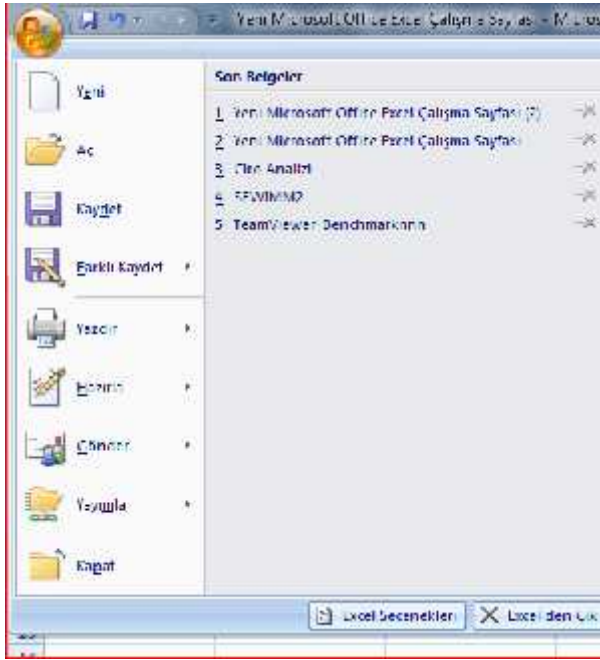 Yeni Microsoft Office Excel Çalışma Sayfası - Micros
Yeni
Aç
Kaydet
Farklı Kaydet
Yazdır
Hazırla
Gönder
Yayımla
Kapat
Son Belgeler
1 Yeni Microsoft Office Excel Çalışma Sayfası (2)
2 Yeni Microsoft Office Excel Çalışma Sayfası
3 Ciro Analizi
4
5 TeamViewer Benchmarknnn
Excel Seçenekleri
Excel'den Çık